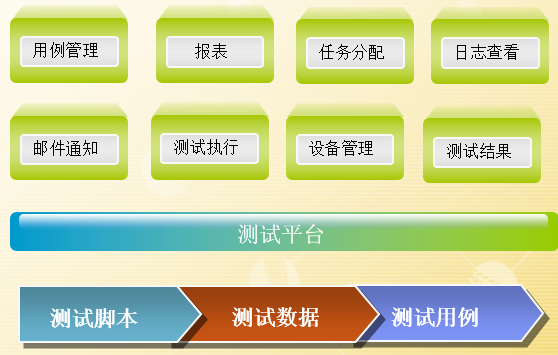 用例管理
报表
任务分配
日志查看
邮件通知
测试执行
设备管理
测试结果
测试平台
测试脚本
测试数据
测试用例